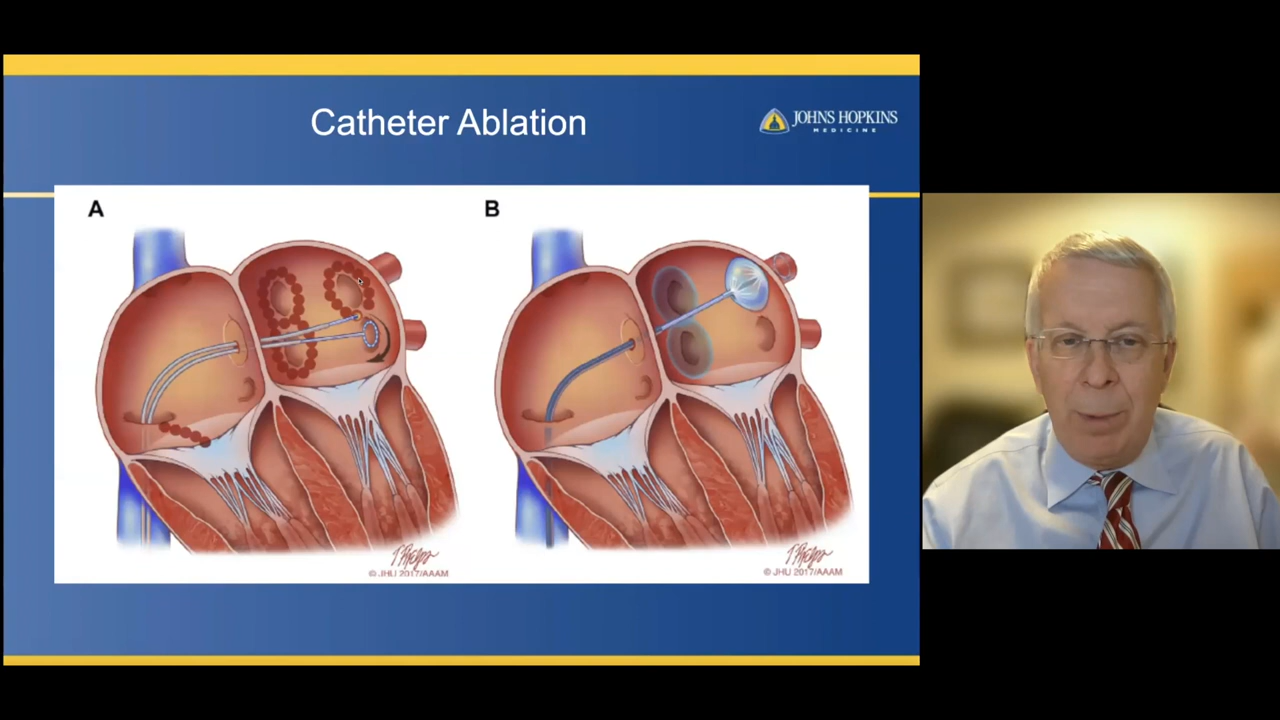 Catheter Ablation
JOHNS HOPKINS
MEDICINE
A
B
© JHU 2017/AAAM
© JHU 2017/AAAM